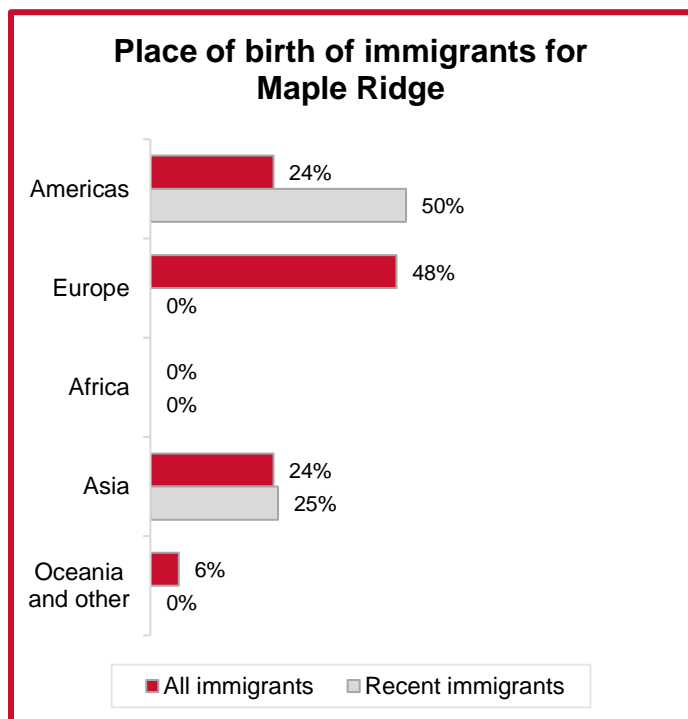 Place of birth of immigrants for
Maple Ridge
Americas
24%
50%
Europe
48%
0%
Africa
0%
0%
Asia
24%
25%
Oceania
and other
6%
0%
All immigrants
Recent immigrants